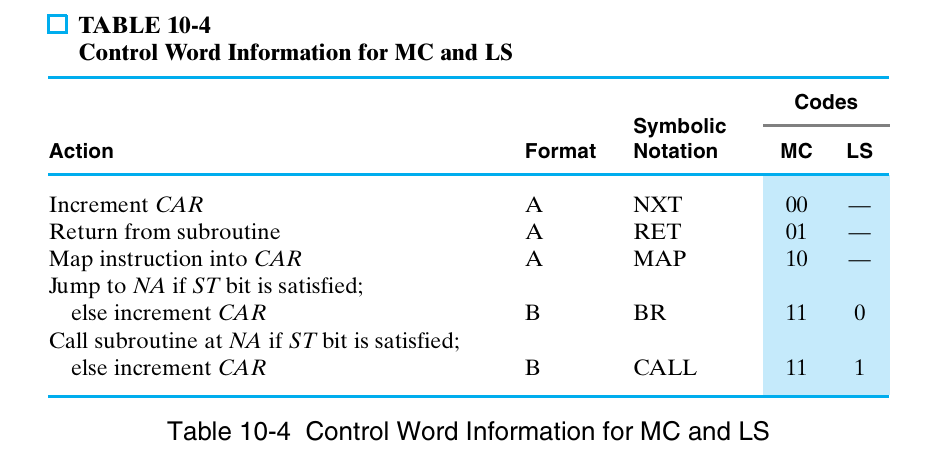 TABLE 10-4
Control Word Information for MC and LS
Codes
Action Format Symbolic Notation MC LS
Increment CAR A NXT 00 —
Return from subroutine A RET 01 —
Map instruction into CAR A MAP 10 —
Jump to NA if ST bit is satisfied;
else increment CAR B BR 11 0
Call subroutine at NA if ST bit is satisfied;
else increment CAR B CALL 11 1
Table 10-4 Control Word Information for MC and LS